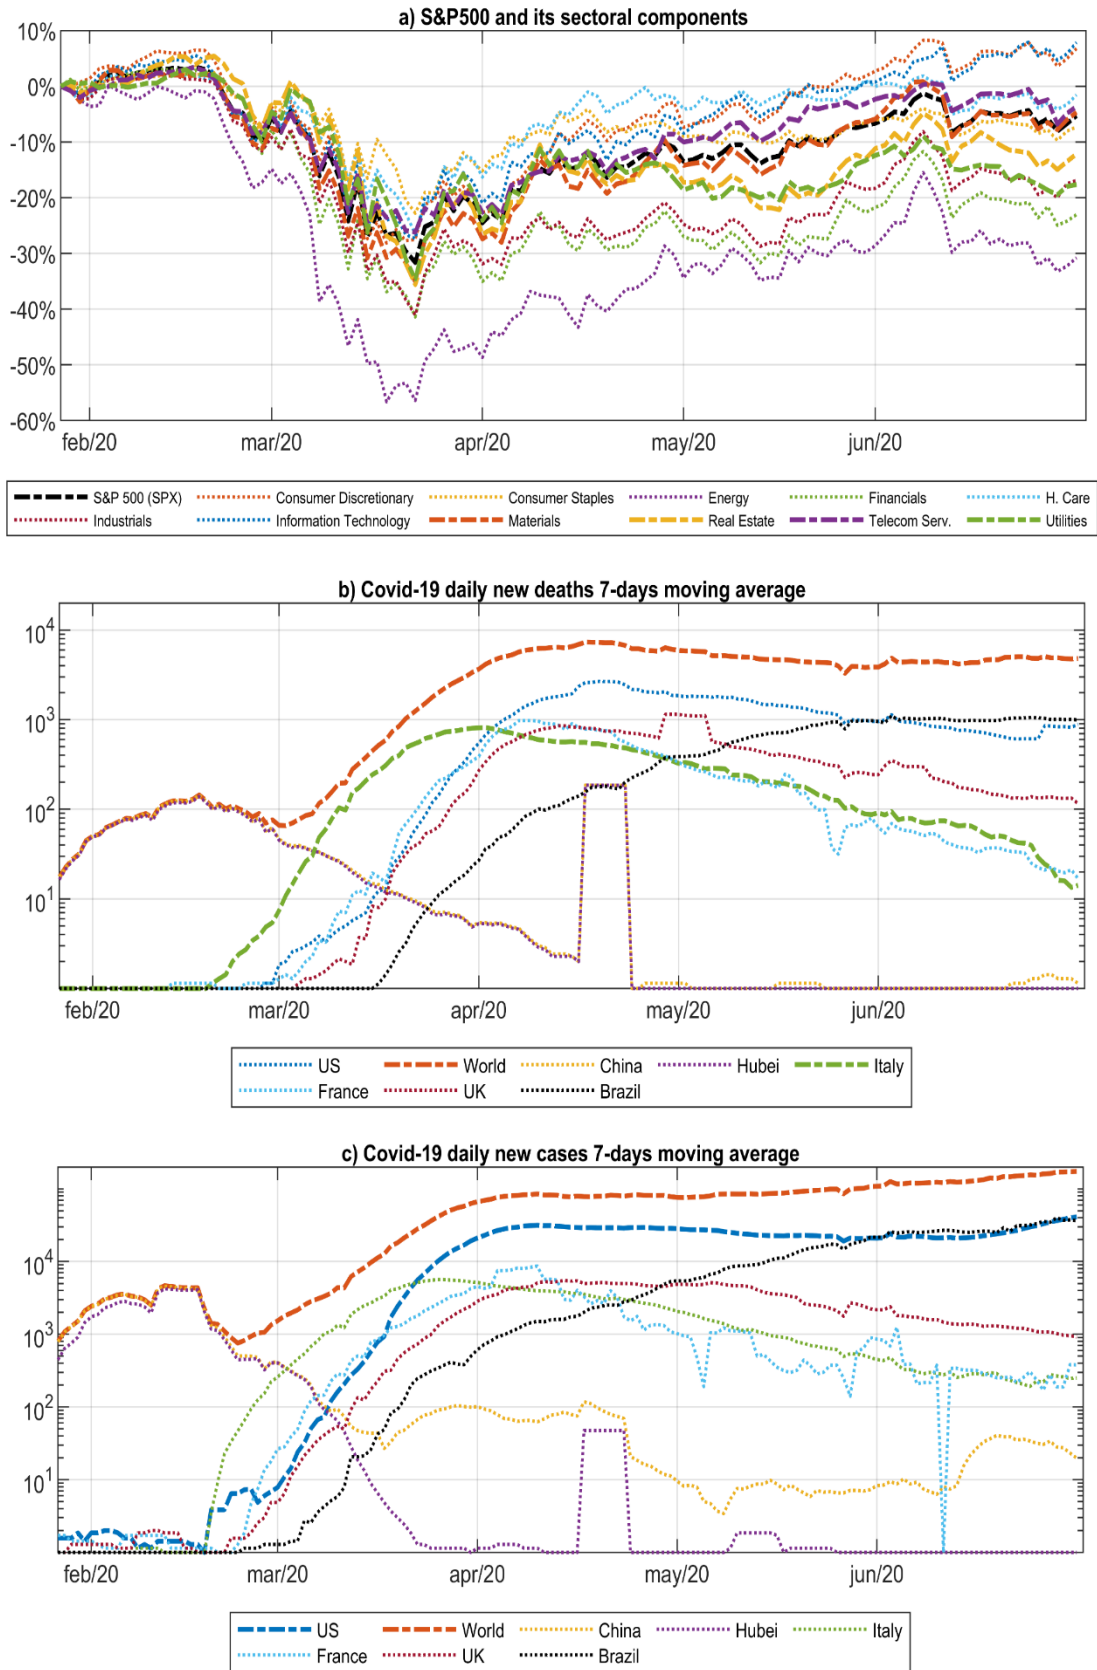 a) S&P500 and its sectoral components
10%
0%
-10%
-20%
-30%
-40%
-50%
-60%
feb/20 mar/20 apr/20 may/20 jun/20
S&P 500 (SPX) Consumer Discretionary Consumer Staples Energy Financials H. Care
Industrials Information Technology Materials Real Estate Telecom Serv. Utilities
b) Covid-19 daily new deaths 7-days moving average
10^4
10^3
10^2
10^1
feb/20 mar/20 apr/20 may/20 jun/20
US World China Hubei Italy
France UK Brazil
c) Covid-19 daily new cases 7-days moving average
10^4
10^3
10^2
10^1
feb/20 mar/20 apr/20 may/20 jun/20
US World China Hubei Italy
France UK Brazil